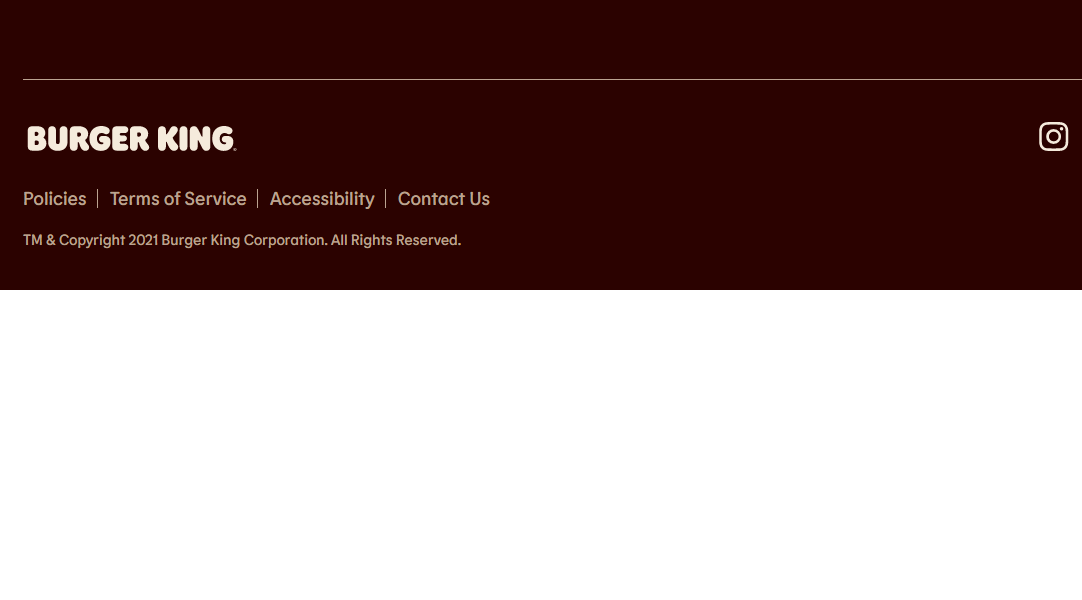 BURGER KING
Policies
Terms of Service
Accessibility
Contact Us
TM & Copyright 2021 Burger King Corporation. All Rights Reserved.